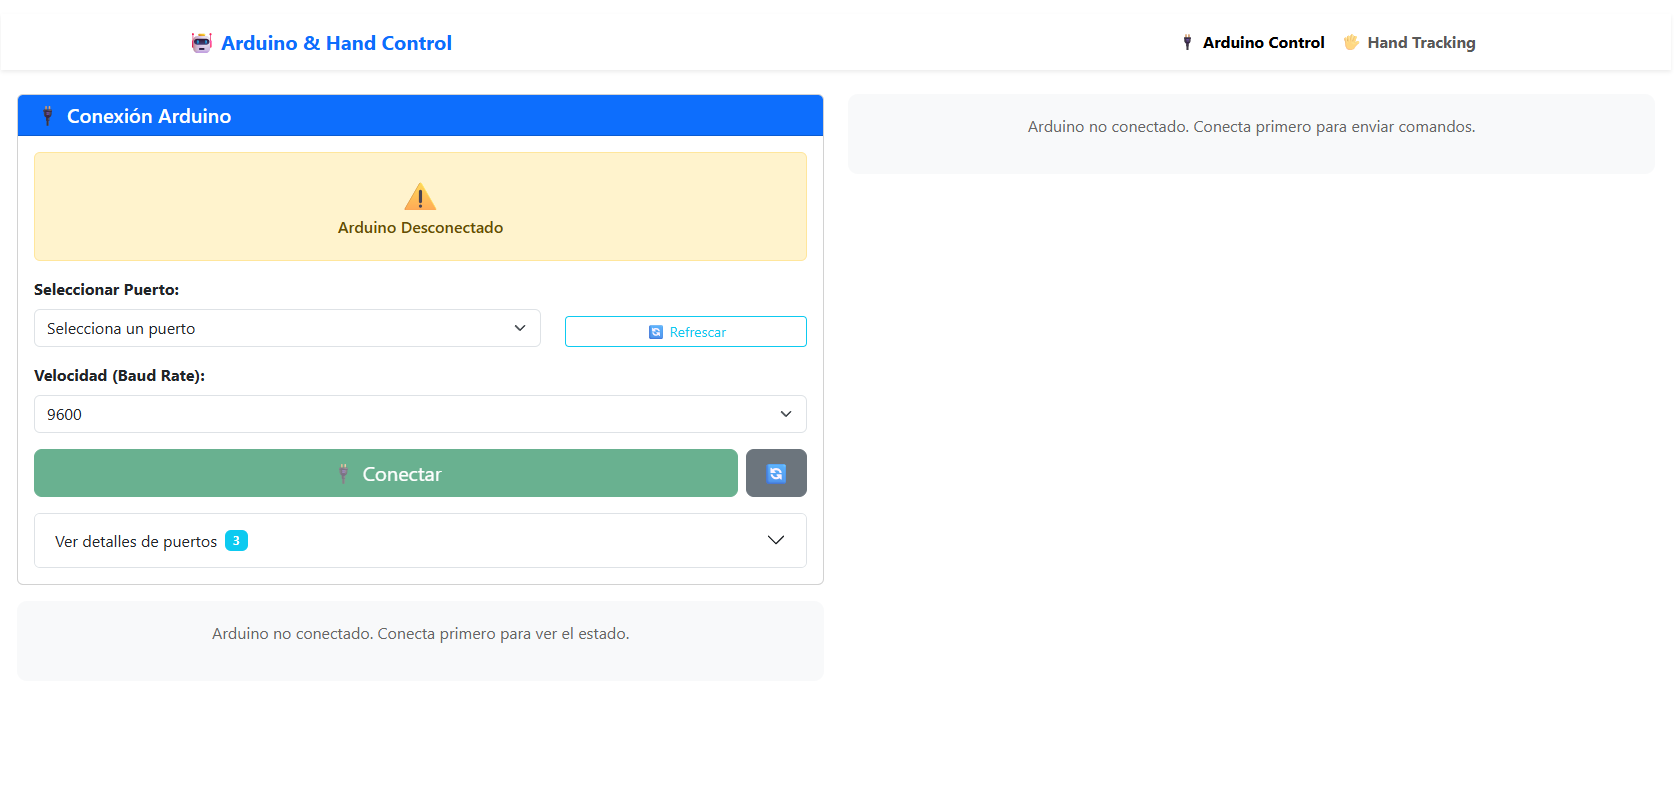 Arduino & Hand Control
Arduino Control
Hand Tracking
Conexión Arduino
Arduino Desconectado
Seleccionar Puerto:
Selecciona un puerto
Refrescar
Velocidad (Baud Rate):
9600
Conectar
Ver detalles de puertos 3
Arduino no conectado. Conecta primero para ver el estado.
Arduino no conectado. Conecta primero para enviar comandos.